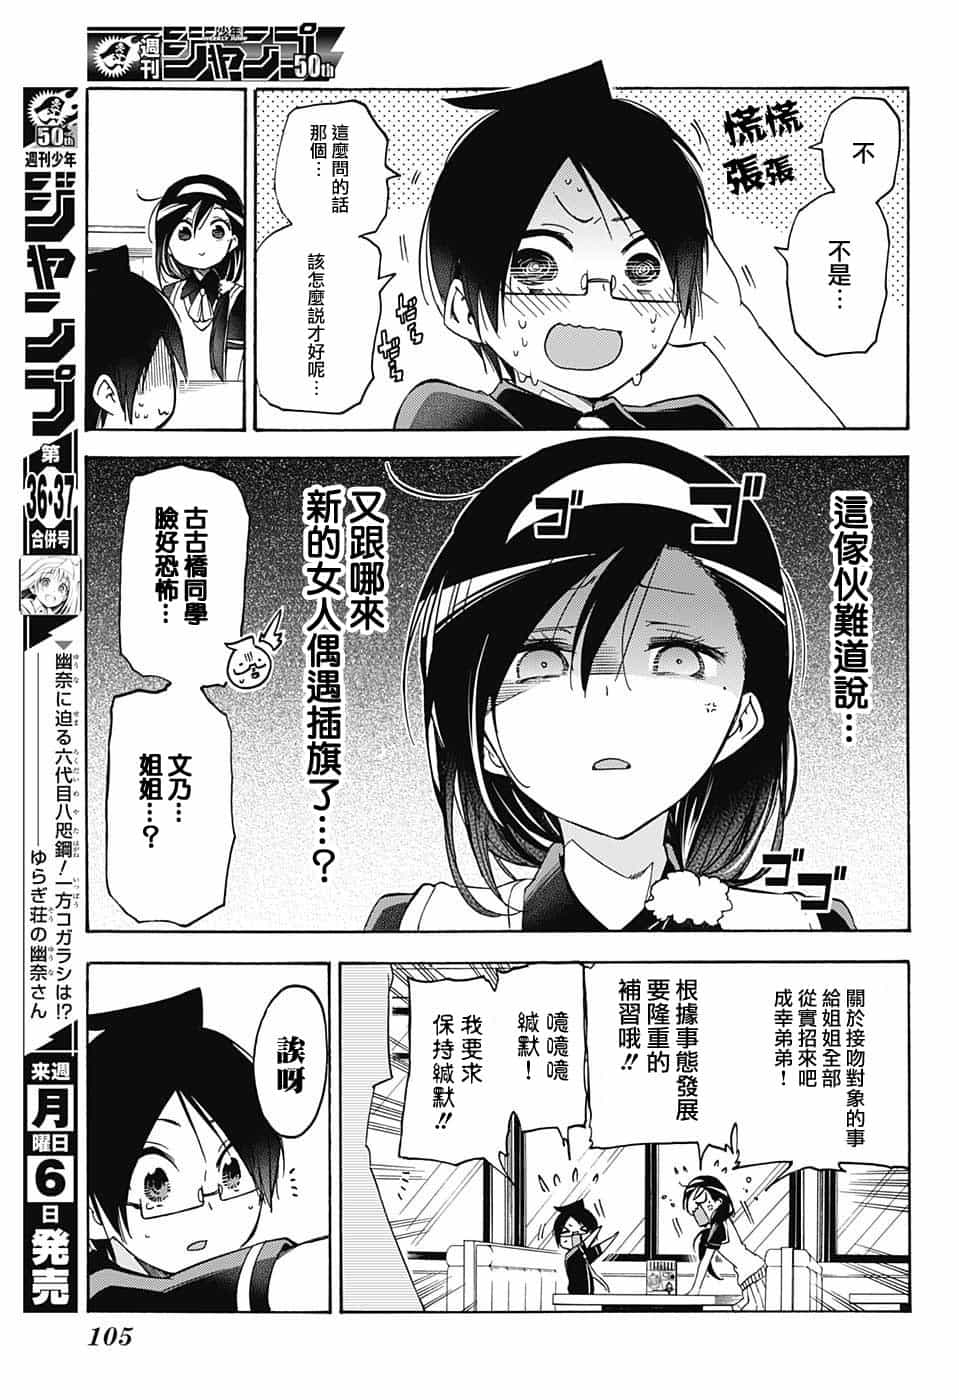 週刊
少年
ジャンプ
50th
50th
週刊少年
ジャンプ
第
36・37
合併号
▼幽奈に迫る六代目八咫鋼！一方コガラシは!?
ゆらぎ荘の幽奈さん
来週
月
曜日
6
日
発売
不
不是…
慌慌
張張
這麼問的話
那個…
該怎麼說才好呢…
這傢伙難道說…
又跟哪來
新的女人偶遇插旗了…？
ゴゴ
ゴゴ
古古橋同學
臉好恐怖…
文乃…
姐姐…？
關於接吻對象的事
給姐姐全部
從實招來吧
成幸弟弟！
根據事態發展
要隆重的
補習哦!!
噫噫噫
緘默！
我要求
保持緘默!!
誒呀
105